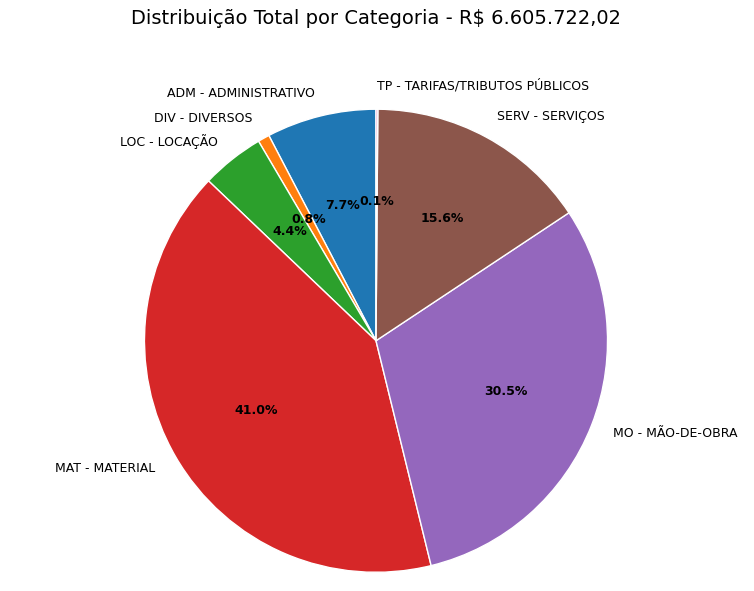 Distribuição Total por Categoria - R$ 6.605.722,02
TP - TARIFAS/TRIBUTOS PÚBLICOS
ADM - ADMINISTRATIVO
SERV - SERVIÇOS
DIV - DIVERSOS
LOC - LOCAÇÃO
7.7%
0.1%
15.6%
0.8%
4.4%
30.5%
41.0%
MO - MÃO-DE-OBRA
MAT - MATERIAL